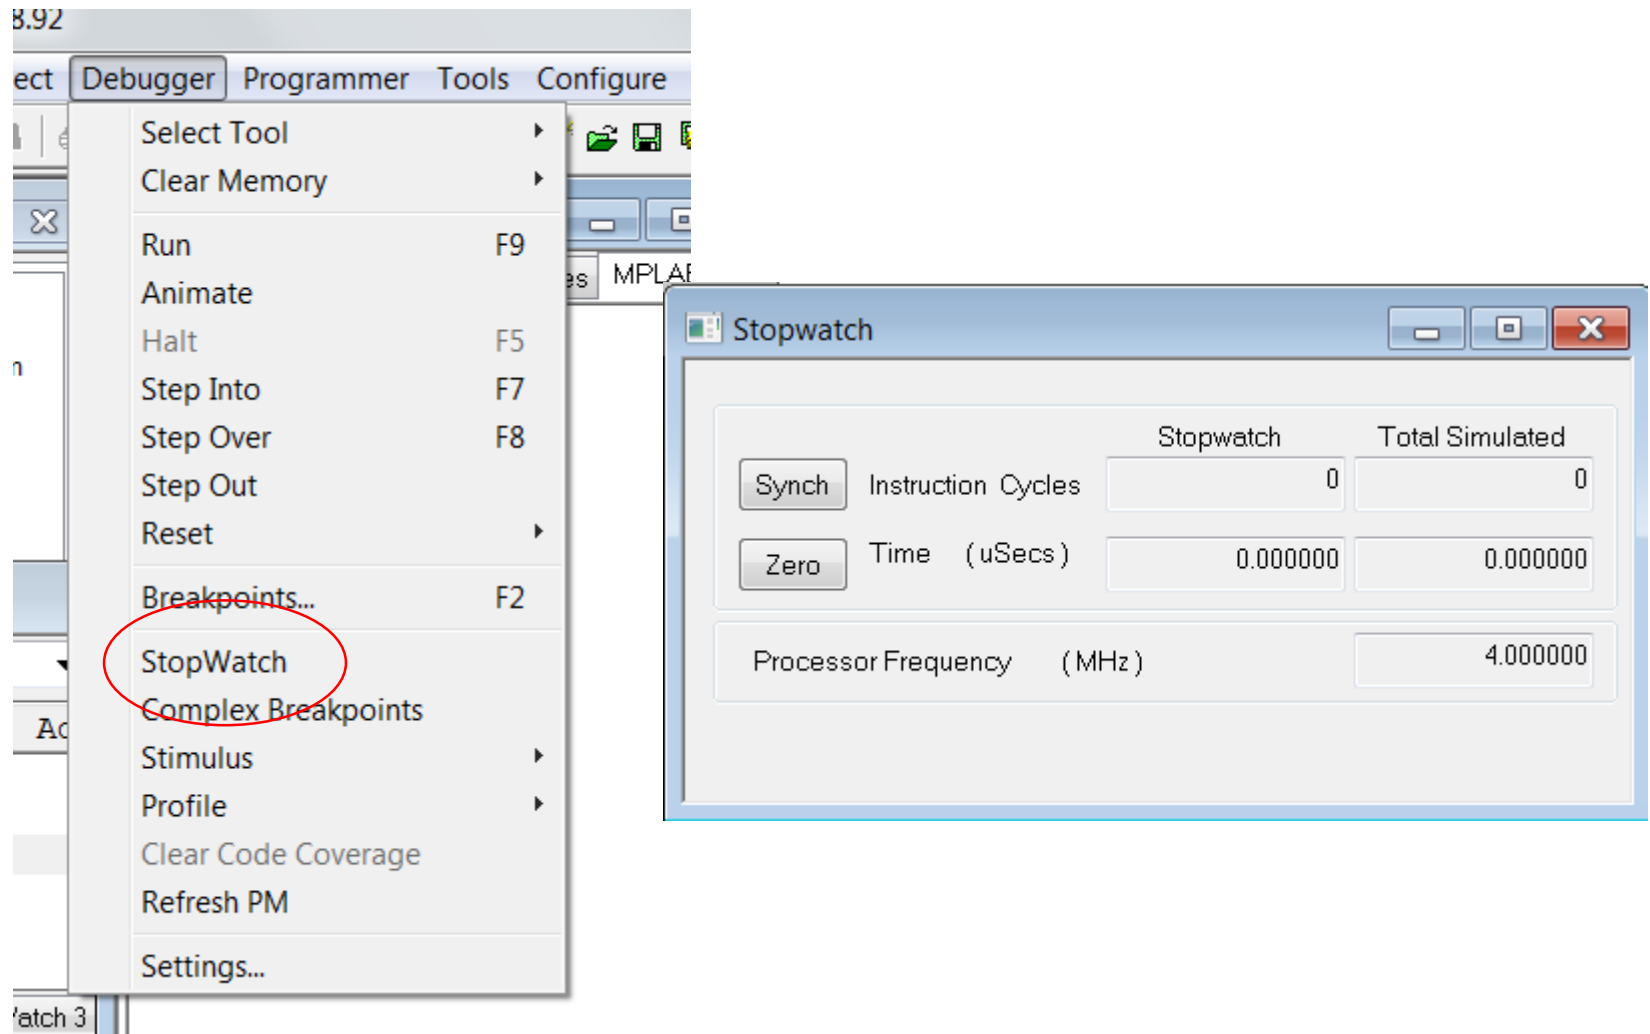 8.92
ect Debugger Programmer Tools Configure
Select Tool
Clear Memory
Run F9
Animate
Halt F5
Step Into F7
Step Over F8
Step Out
Reset
Breakpoints... F2
StopWatch
Complex Breakpoints
Stimulus
Profile
Clear Code Coverage
Refresh PM
Settings...
es MPLAB
n
Ac
Watch 3
Stopwatch
Stopwatch Total Simulated
Synch Instruction Cycles 0 0
Zero Time (uSecs) 0.000000 0.000000
Processor Frequency (MHz) 4.000000